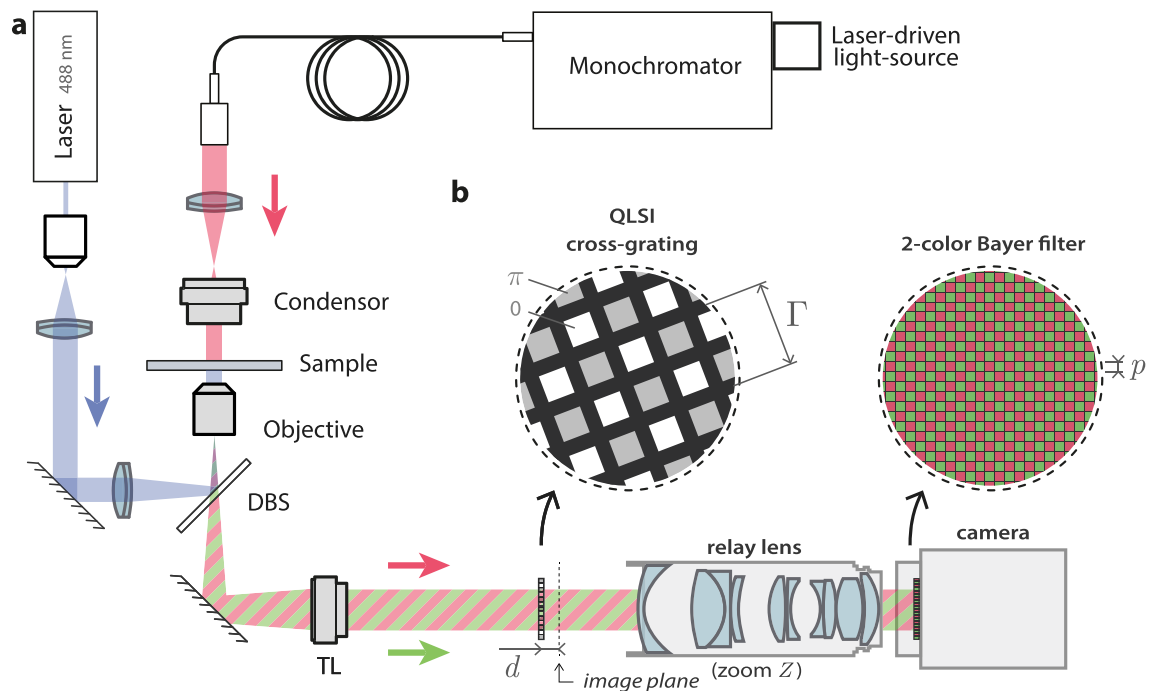 a
Laser 488 nm
Monochromator
Laser-driven
light-source
Condensor
Sample
Objective
DBS
TL
b
QLSI
cross-grating
π
0
Γ
2-color Bayer filter
p
relay lens
(zoom Z)
camera
d
image plane